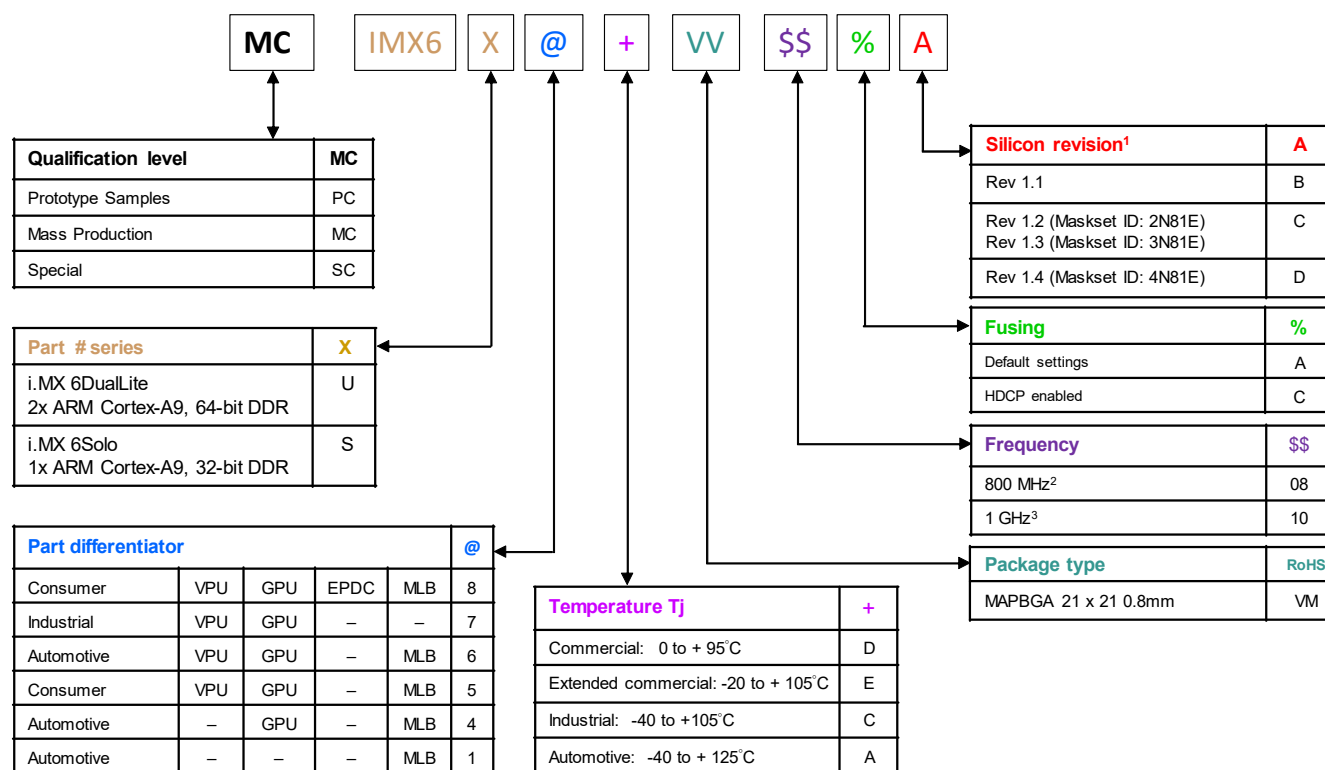 MC IMX6 X @ + VV $$ % A
Qualification level MC
Prototype Samples PC
Mass Production MC
Special SC
Part # series X
i.MX 6DualLite U
2x ARM Cortex-A9, 64-bit DDR
i.MX 6Solo S
1x ARM Cortex-A9, 32-bit DDR
Part differentiator @
Consumer VPU GPU EPDC MLB 8
Industrial VPU GPU – – 7
Automotive VPU GPU – MLB 6
Consumer VPU GPU – MLB 5
Automotive – GPU – MLB 4
Automotive – – – MLB 1
Temperature Tj +
Commercial: 0 to + 95°C D
Extended commercial: -20 to + 105°C E
Industrial: -40 to +105°C C
Automotive: -40 to + 125°C A
Silicon revision¹ A
Rev 1.1 B
Rev 1.2 (Maskset ID: 2N81E) C
Rev 1.3 (Maskset ID: 3N81E)
Rev 1.4 (Maskset ID: 4N81E) D
Fusing %
Default settings A
HDCP enabled C
Frequency $$
800 MHz² 08
1 GHz³ 10
Package type RoHS
MAPBGA 21 x 21 0.8mm VM